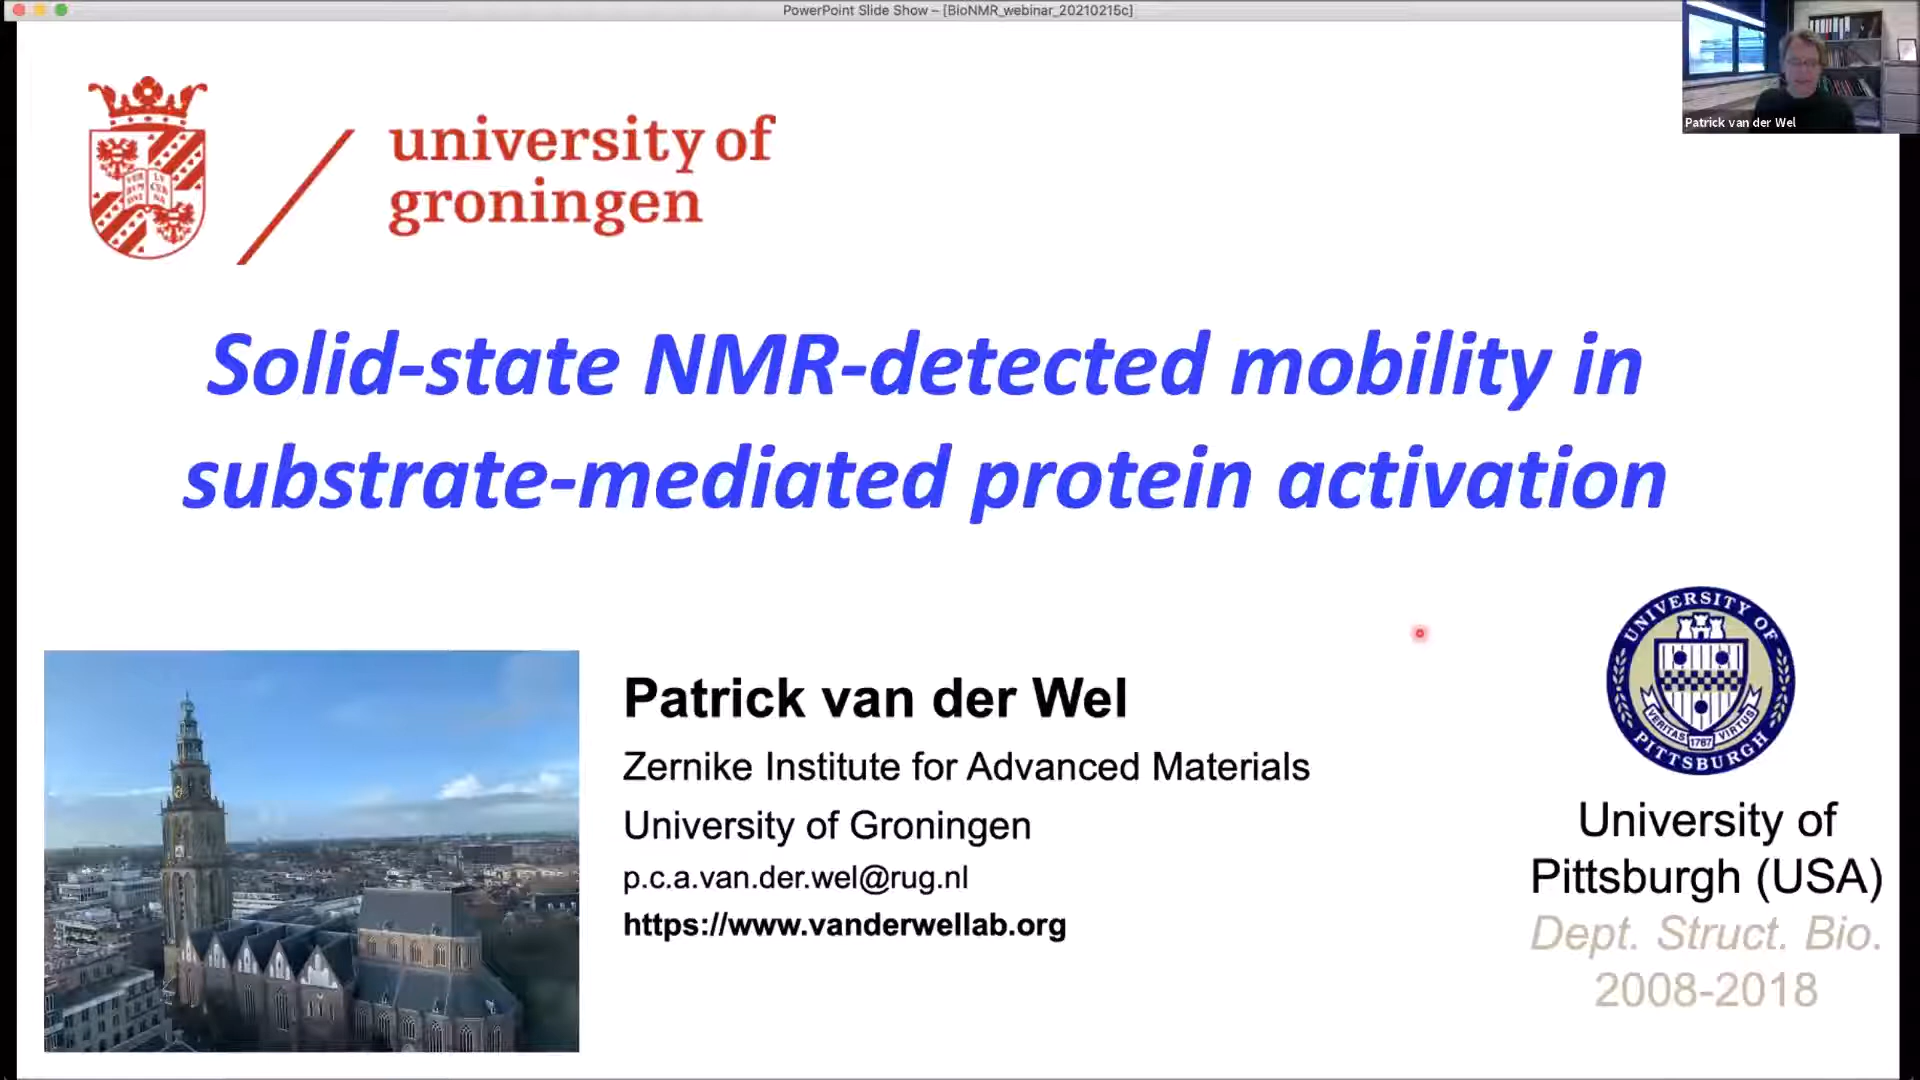 PowerPoint Slide Show – [BioNMR_webinar_20210215c]
Patrick van der Wel
university of
groningen
Solid-state NMR-detected mobility in
substrate-mediated protein activation
Patrick van der Wel
Zernike Institute for Advanced Materials
University of Groningen
p.c.a.van.der.wel@rug.nl
https://www.vanderwellab.org
UNIVERSITY OF
VERITAS 1787 VIRTUS
PITTSBURGH
University of
Pittsburgh (USA)
Dept. Struct. Bio.
2008-2018